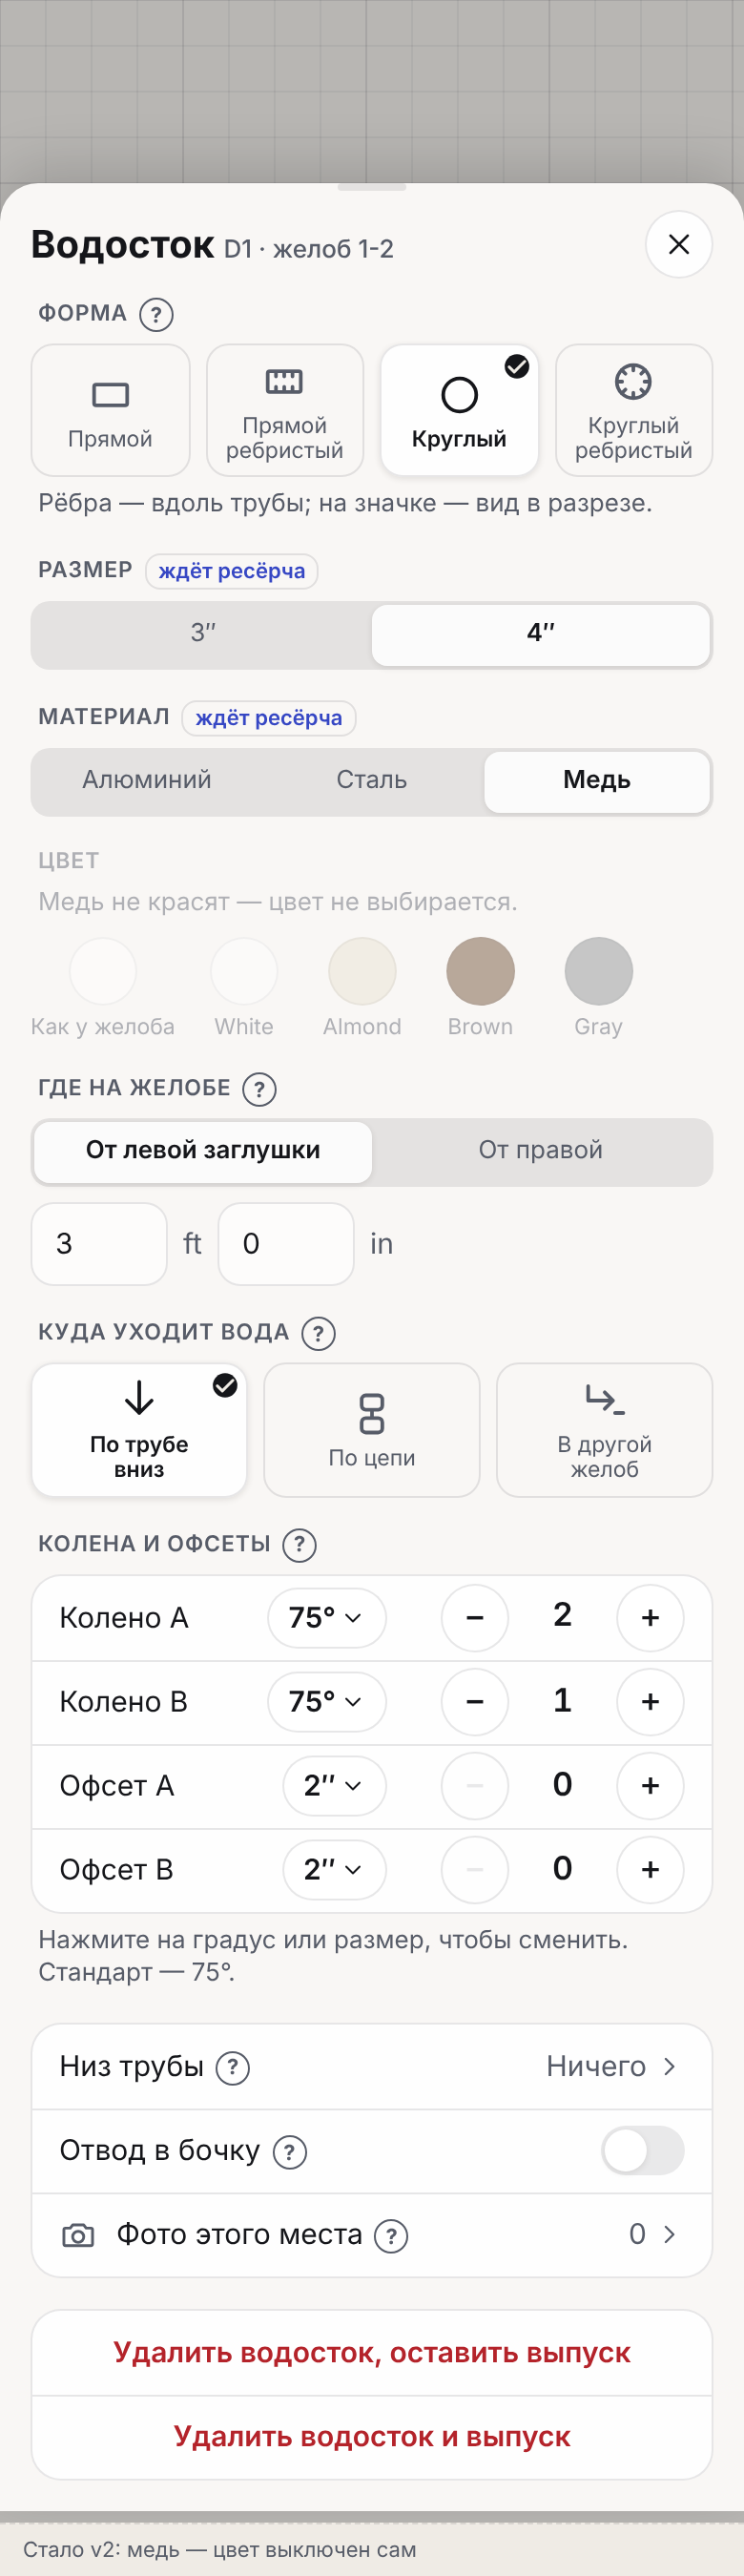 Водосток D1 · желоб 1-2
ФОРМА ?
Прямой
Прямой
ребристый
Круглый
Круглый
ребристый
Рёбра — вдоль трубы; на значке — вид в разрезе.
РАЗМЕР ждёт ресёрча
3″ 4″
МАТЕРИАЛ ждёт ресёрча
Алюминий Сталь Медь
ЦВЕТ
Медь не красят — цвет не выбирается.
Как у желоба White Almond Brown Gray
ГДЕ НА ЖЕЛОБЕ ?
От левой заглушки От правой
3 ft 0 in
КУДА УХОДИТ ВОДА ?
По трубе
вниз
По цепи
В другой
желоб
КОЛЕНА И ОФСЕТЫ ?
Колено A 75° − 2 +
Колено B 75° − 1 +
Офсет A 2″ − 0 +
Офсет B 2″ − 0 +
Нажмите на градус или размер, чтобы сменить.
Стандарт — 75°.
Низ трубы ? Ничего
Отвод в бочку ?
Фото этого места ? 0
Удалить водосток, оставить выпуск
Удалить водосток и выпуск
Стало v2: медь — цвет выключен сам